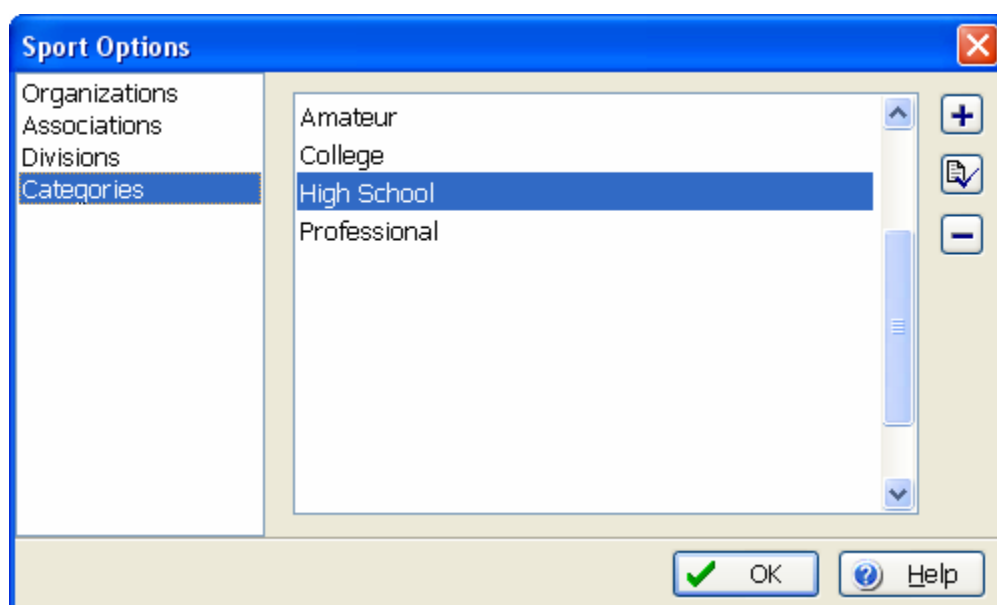 Sport Options
Organizations
Associations
Divisions
Categories
Amateur
College
High School
Professional
OK
Help